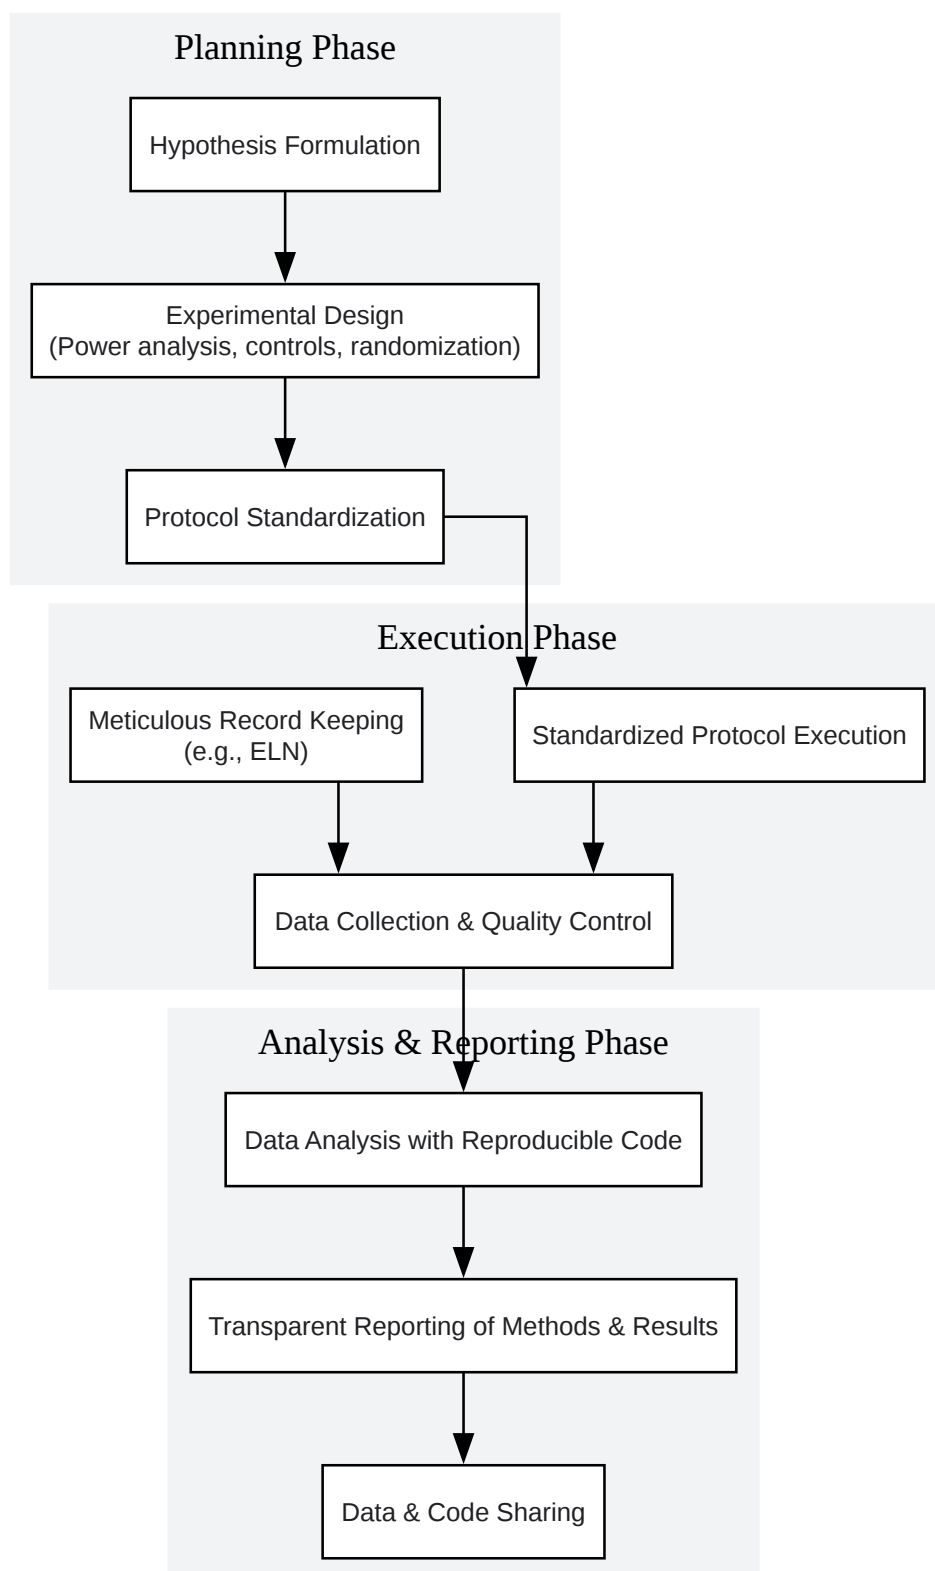 Planning Phase
Hypothesis Formulation
Experimental Design
(Power analysis, controls, randomization)
Protocol Standardization
Execution Phase
Meticulous Record Keeping
(e.g., ELN)
Standardized Protocol Execution
Data Collection & Quality Control
Analysis & Reporting Phase
Data Analysis with Reproducible Code
Transparent Reporting of Methods & Results
Data & Code Sharing